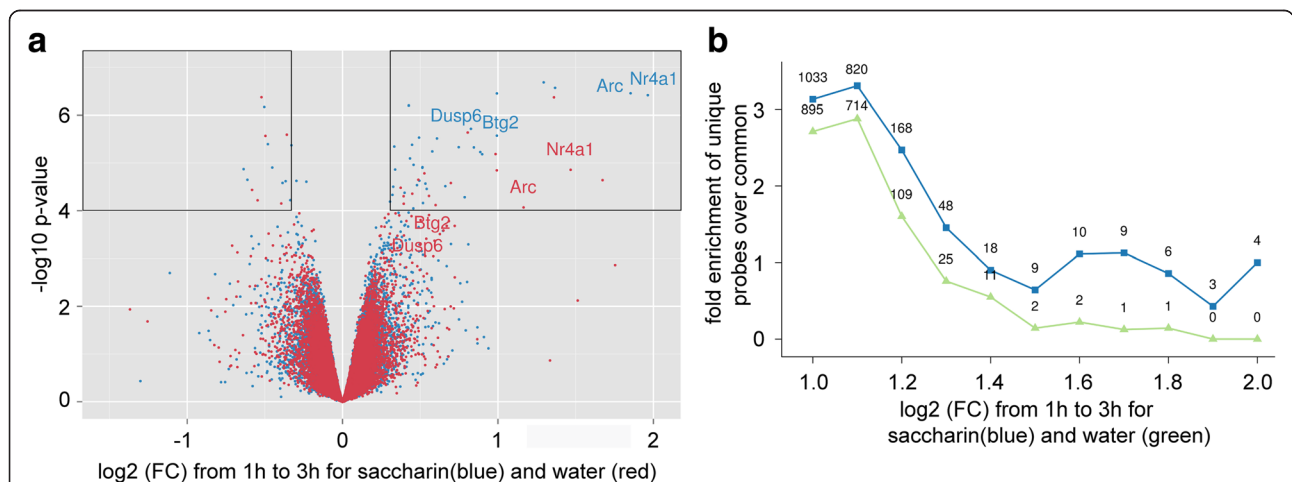 a
-log10 p-value
6
4
2
0
-1
0
1
2
Arc
Nr4a1
Dusp6
Btg2
Nr4a1
Arc
Btg2
Dusp6
log2 (FC) from 1h to 3h for saccharin(blue) and water (red)
b
fold enrichment of unique
probes over common
3
2
1
0
1033
820
895
714
168
109
48
25
18
11
9
2
10
2
9
1
6
1
3
0
4
0
1.0
1.2
1.4
1.6
1.8
2.0
log2 (FC) from 1h to 3h for
saccharin(blue) and water (green)